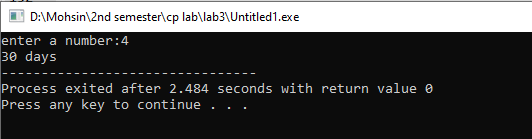 D:\Mohsin\2nd semester\cp lab\lab3\Untitled1.exe
enter a number:4
30 days
--------------------------------
Process exited after 2.484 seconds with return value 0
Press any key to continue . . .